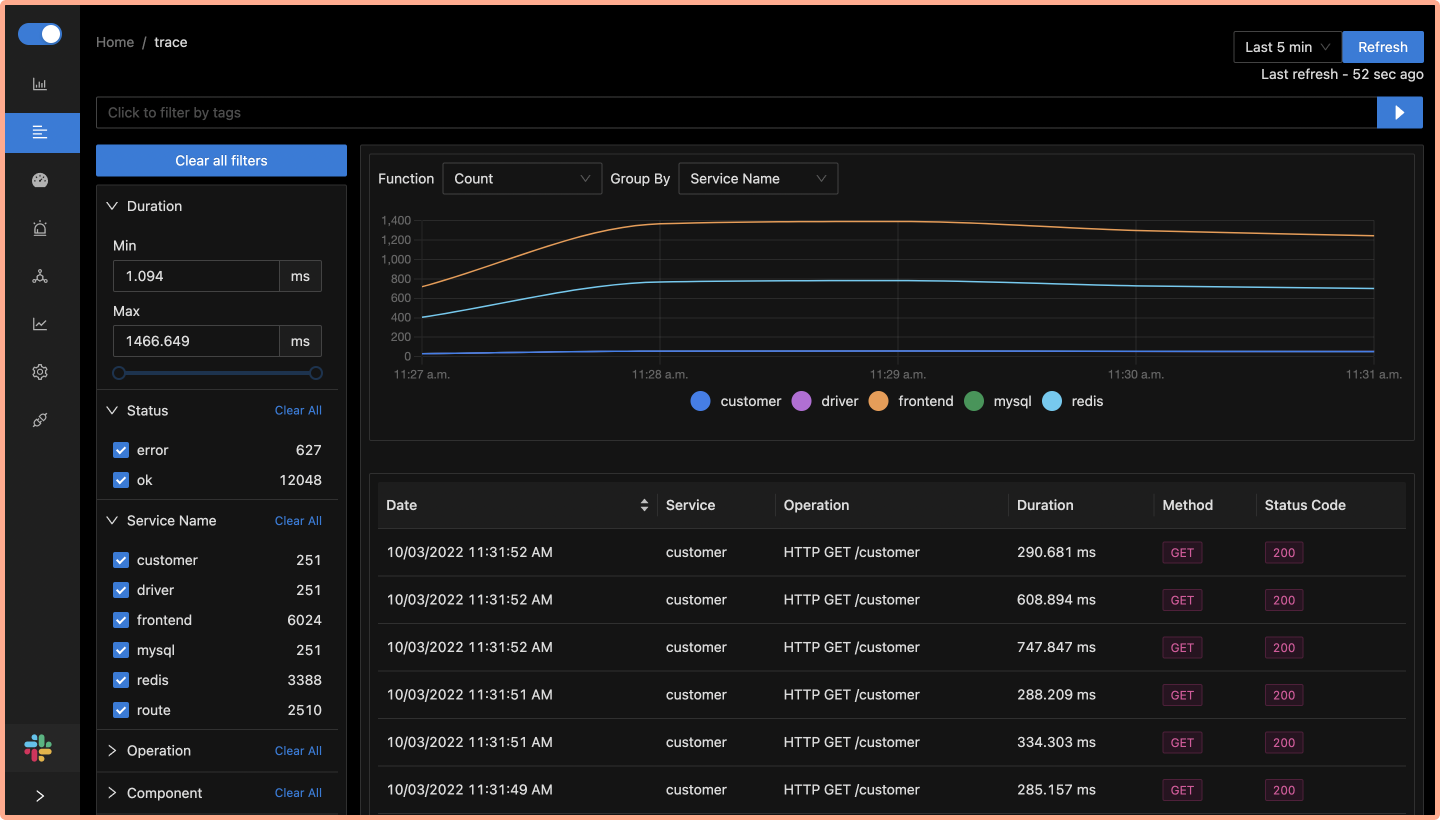 Home / trace
Last 5 min
Refresh
Last refresh - 52 sec ago
Click to filter by tags
Clear all filters
Duration
Min
1.094 ms
Max
1466.649 ms
Status Clear All
error 627
ok 12048
Service Name Clear All
customer 251
driver 251
frontend 6024
mysql 251
redis 3388
route 2510
Operation Clear All
Component Clear All
Function Count Group By Service Name
1,400
1,200
1,000
800
600
400
200
0
11:27 a.m. 11:28 a.m. 11:29 a.m. 11:30 a.m. 11:31 a.m.
customer driver frontend mysql redis
Date Service Operation Duration Method Status Code
10/03/2022 11:31:52 AM customer HTTP GET /customer 290.681 ms GET 200
10/03/2022 11:31:52 AM customer HTTP GET /customer 608.894 ms GET 200
10/03/2022 11:31:52 AM customer HTTP GET /customer 747.847 ms GET 200
10/03/2022 11:31:51 AM customer HTTP GET /customer 288.209 ms GET 200
10/03/2022 11:31:51 AM customer HTTP GET /customer 334.303 ms GET 200
10/03/2022 11:31:49 AM customer HTTP GET /customer 285.157 ms GET 200